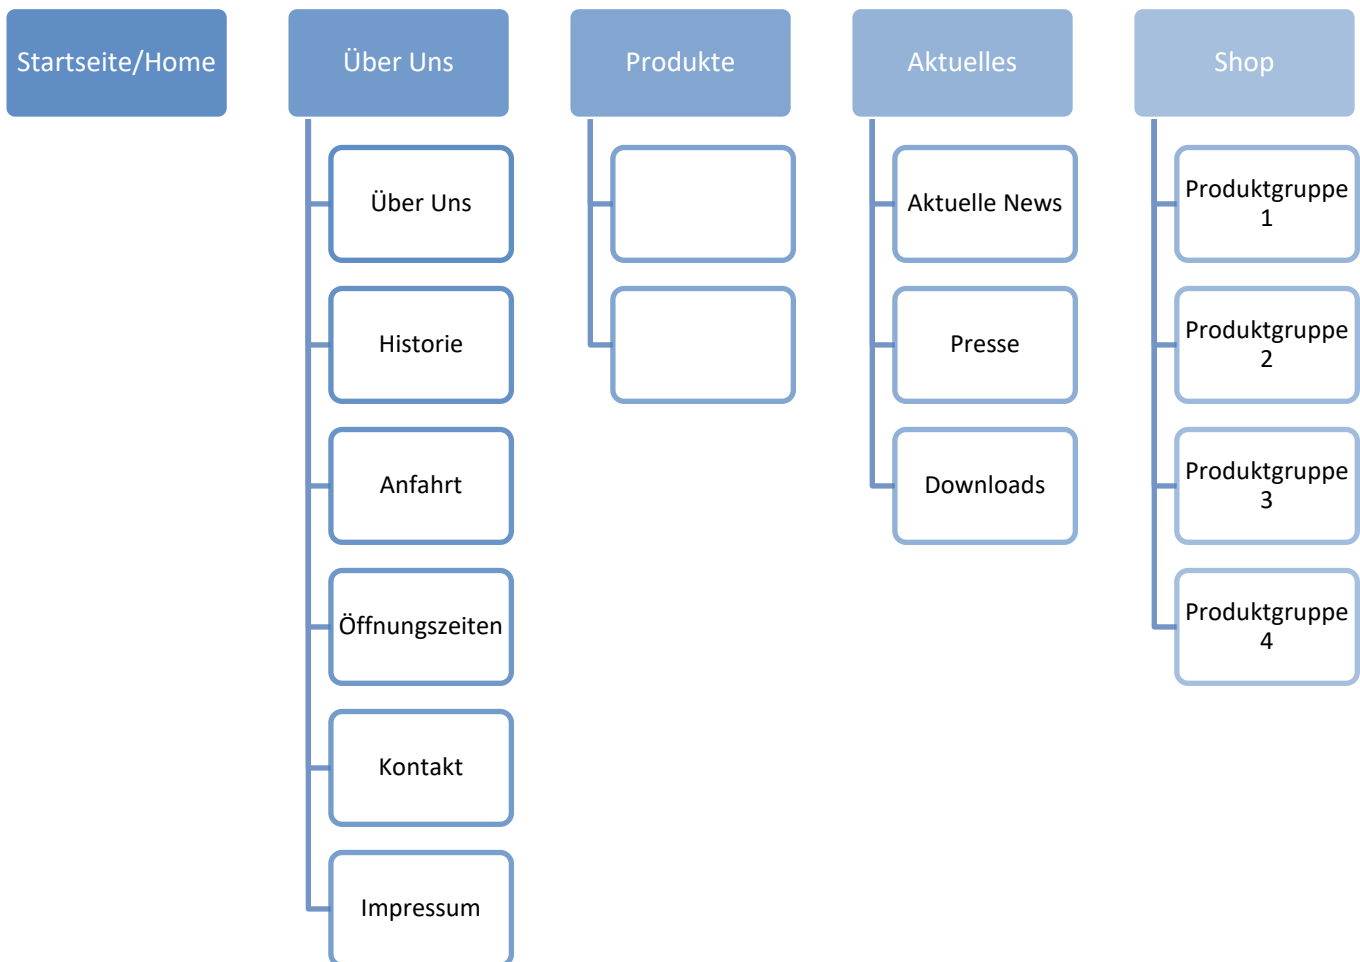 Startseite/Home
Über Uns
Produkte
Aktuelles
Shop
Über Uns
Historie
Anfahrt
Öffnungszeiten
Kontakt
Impressum
Aktuelle News
Presse
Downloads
Produktgruppe
1
Produktgruppe
2
Produktgruppe
3
Produktgruppe
4